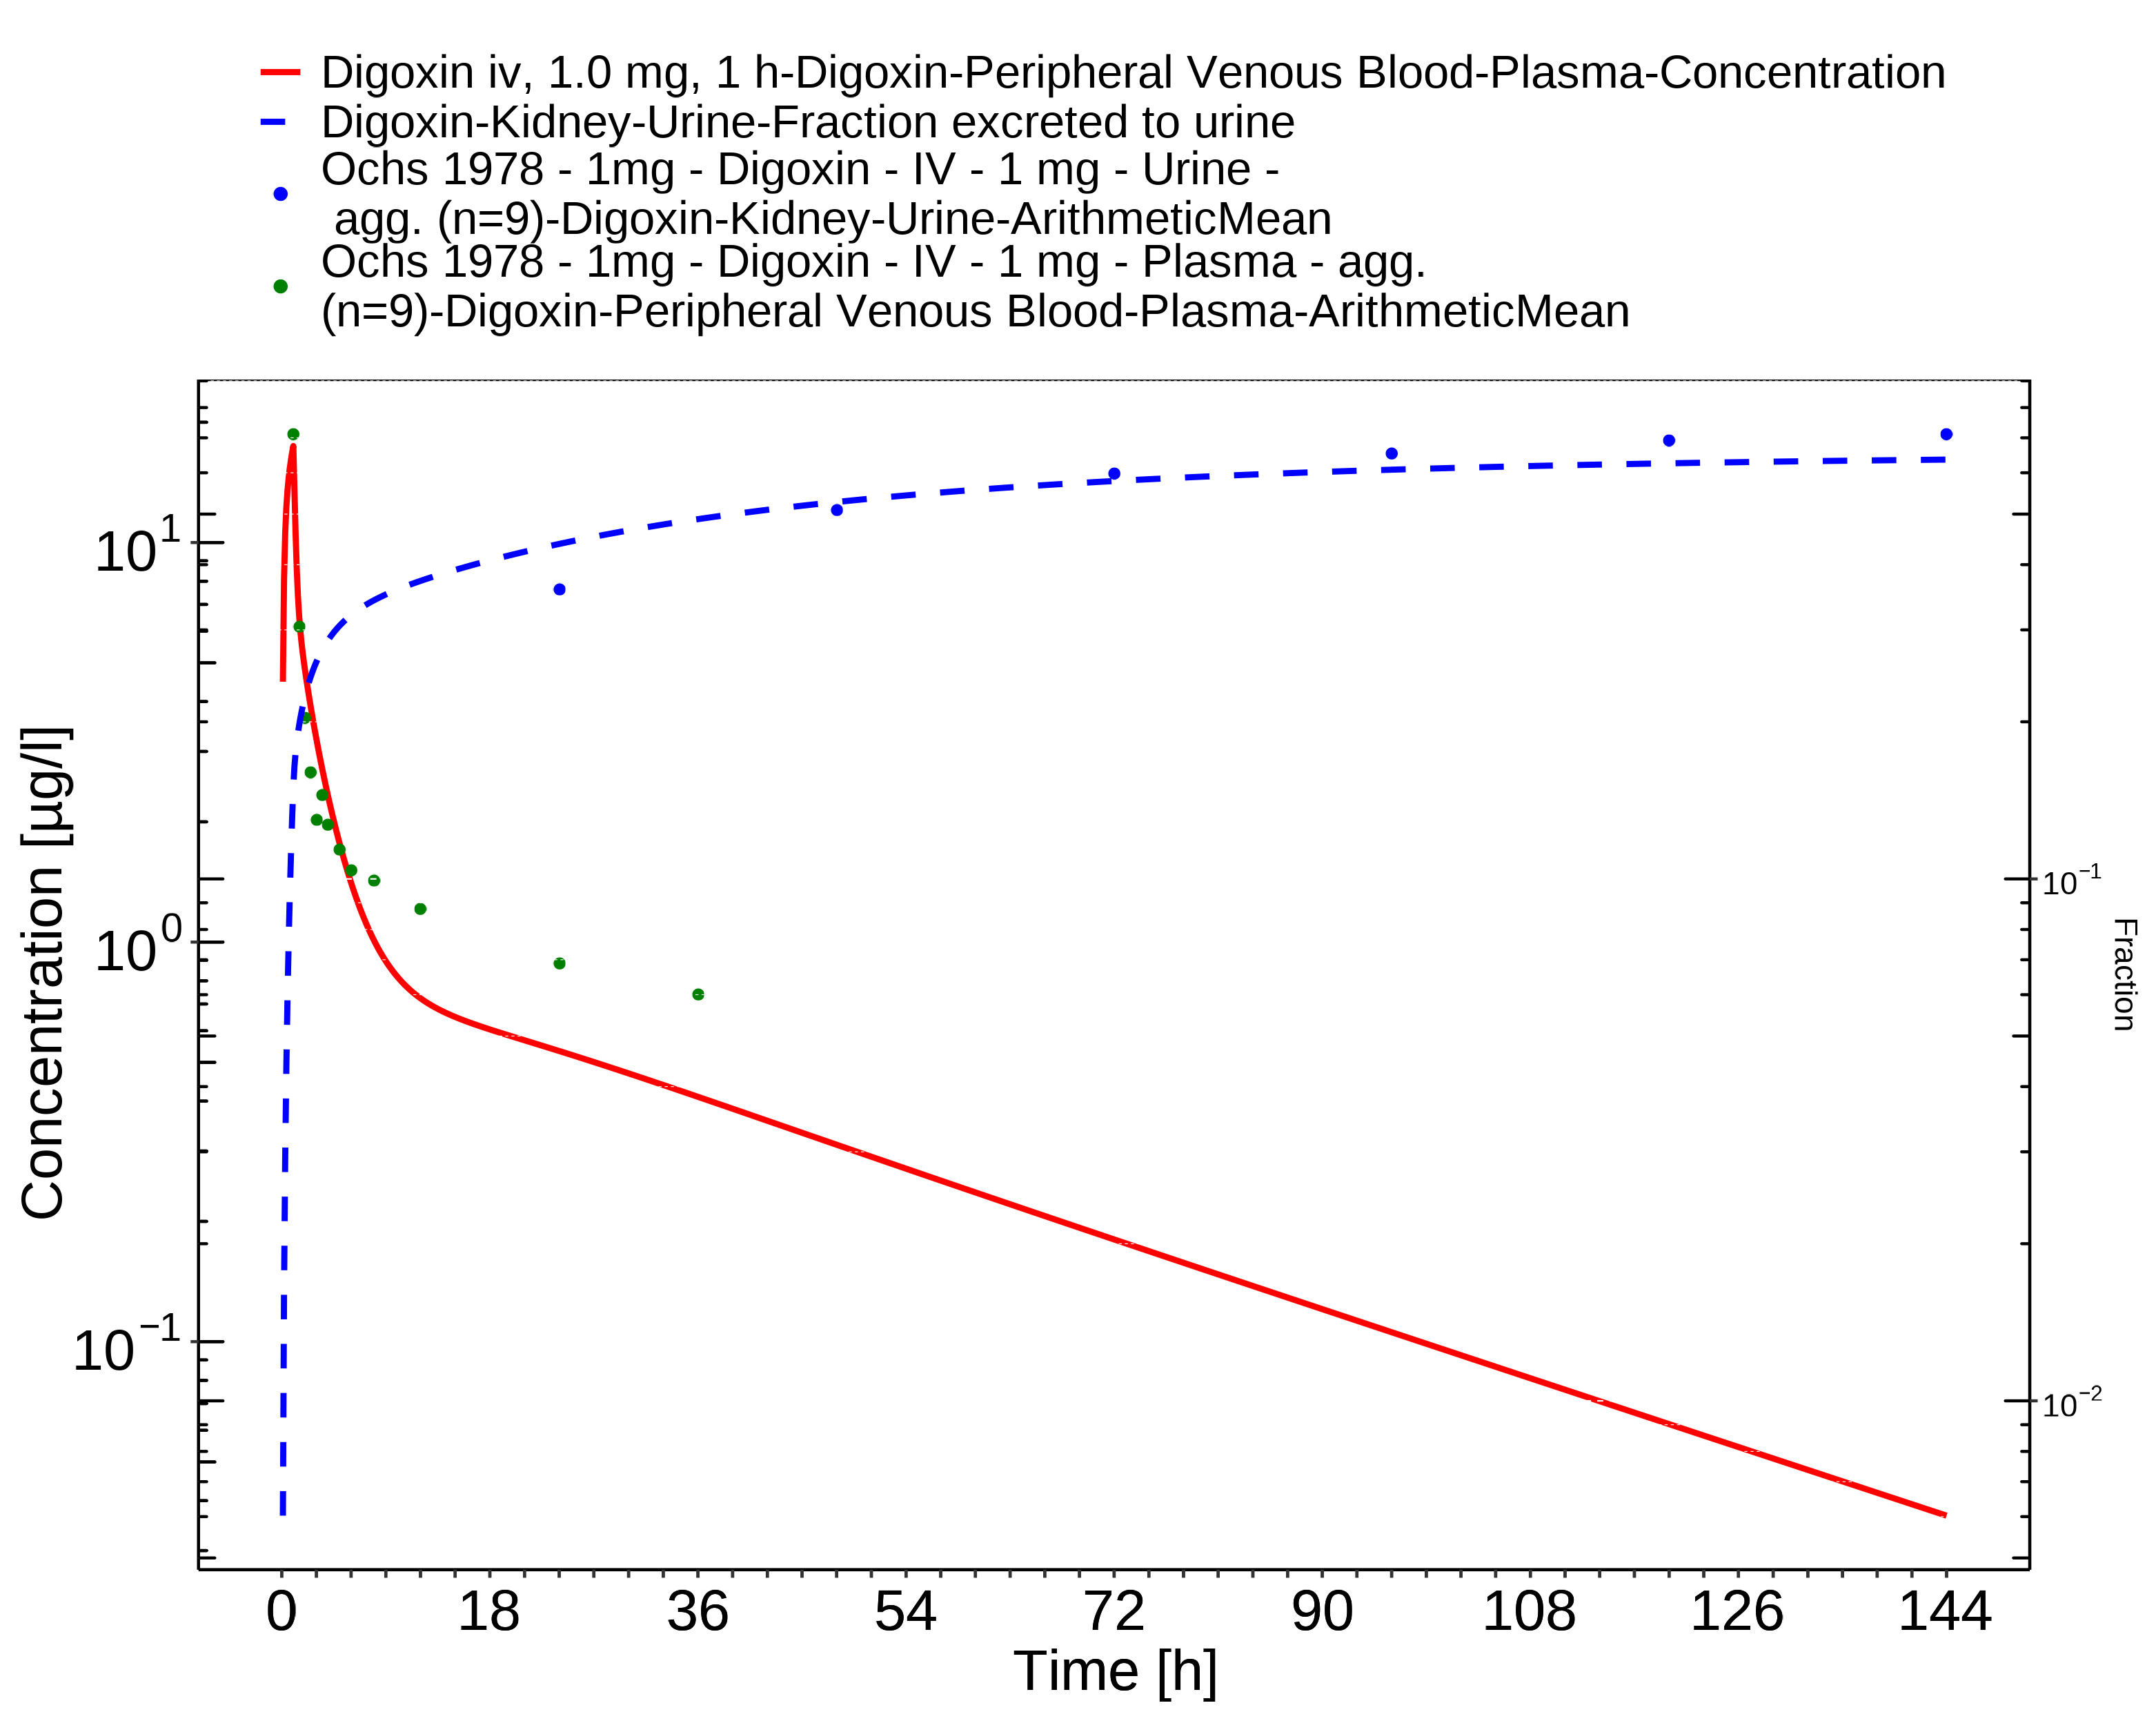 Digoxin iv, 1.0 mg, 1 h-Digoxin-Peripheral Venous Blood-Plasma-Concentration
Digoxin-Kidney-Urine-Fraction excreted to urine
Ochs 1978 - 1mg - Digoxin - IV - 1 mg - Urine -
agg. (n=9)-Digoxin-Kidney-Urine-ArithmeticMean
Ochs 1978 - 1mg - Digoxin - IV - 1 mg - Plasma - agg.
(n=9)-Digoxin-Peripheral Venous Blood-Plasma-ArithmeticMean
10¹
10⁰
10⁻¹
Concentration [µg/l]
10⁻¹
10⁻²
Fraction
0 18 36 54 72 90 108 126 144
Time [h]